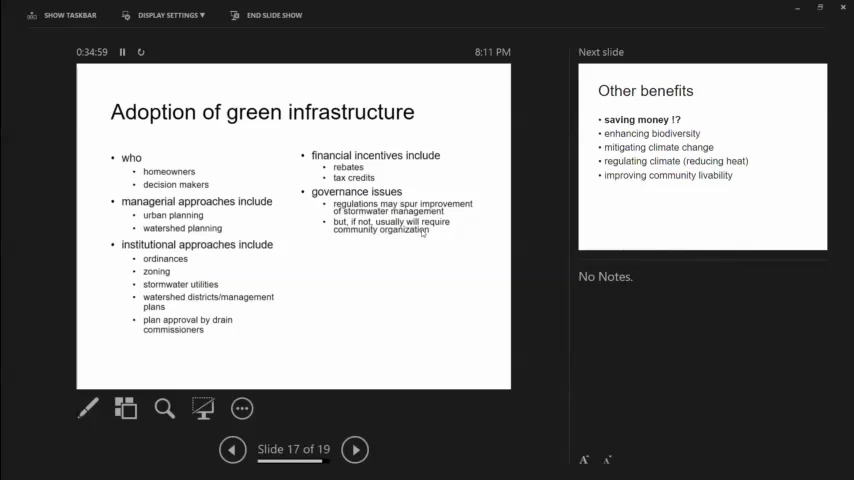 SHOW TASKBAR
DISPLAY SETTINGS ▼
END SLIDE SHOW
0:34:59
8:11 PM
Adoption of green infrastructure
• who
• homeowners
• decision makers
• managerial approaches include
• urban planning
• watershed planning
• institutional approaches include
• ordinances
• zoning
• stormwater utilities
• watershed districts/management
plans
• plan approval by drain
commissioners
• financial incentives include
• rebates
• tax credits
• governance issues
• regulations may spur improvement
of stormwater management
• but, if not, usually will require
community organization
Next slide
Other benefits
• saving money !?
• enhancing biodiversity
• mitigating climate change
• regulating climate (reducing heat)
• improving community livability
No Notes.
Slide 17 of 19
A A